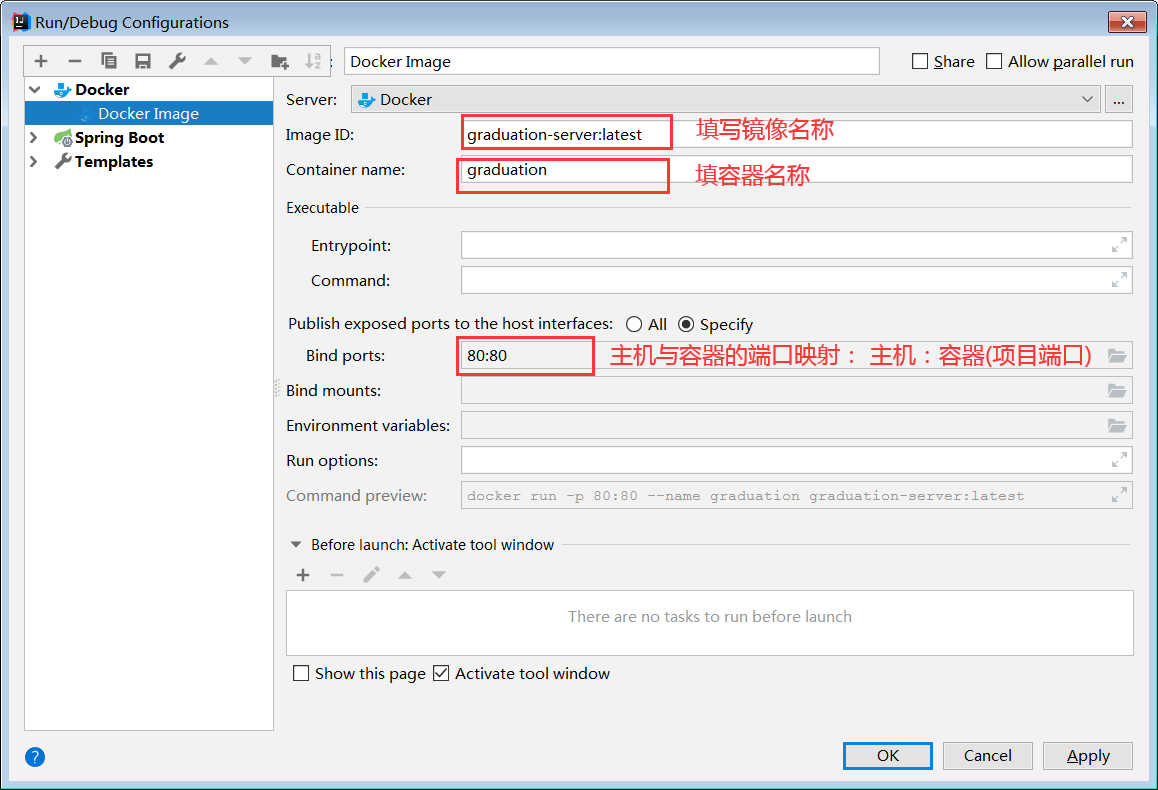 Run/Debug Configurations
: Docker Image Share Allow parallel run
Docker
Docker Image
Spring Boot
Templates
Server: Docker ...
Image ID: graduation-server:latest 填写镜像名称
Container name: graduation 填容器名称
Executable
Entrypoint:
Command:
Publish exposed ports to the host interfaces: All Specify
Bind ports: 80:80 主机与容器的端口映射： 主机：容器(项目端口)
Bind mounts:
Environment variables:
Run options:
Command preview: docker run -p 80:80 --name graduation graduation-server:latest
Before launch: Activate tool window
There are no tasks to run before launch
Show this page Activate tool window
? OK Cancel Apply